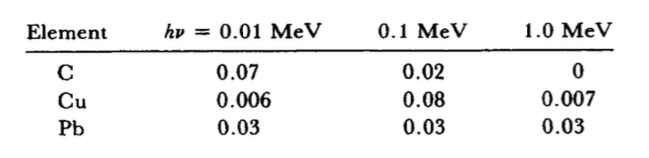 Element hν = 0.01 MeV 0.1 MeV 1.0 MeV
C 0.07 0.02 0
Cu 0.006 0.08 0.007
Pb 0.03 0.03 0.03